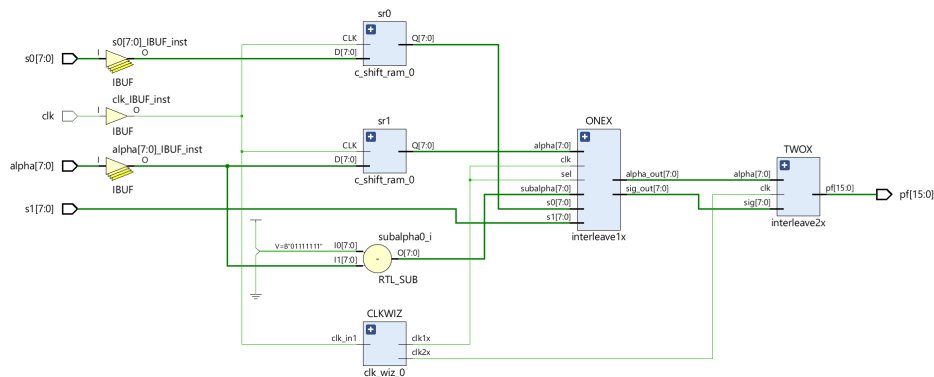 sr0
CLK
Q[7:0]
D[7:0]
c_shift_ram_0
s0[7:0]
s0[7:0]_IBUF_inst
I
O
IBUF
clk
clk_IBUF_inst
I
O
IBUF
alpha[7:0]
alpha[7:0]_IBUF_inst
I
O
IBUF
s1[7:0]
sr1
CLK
Q[7:0]
D[7:0]
c_shift_ram_0
V=8"01111111"
subalpha0_i
I0[7:0]
I1[7:0]
O[7:0]
-
RTL_SUB
CLKWIZ
clk_in1
clk1x
clk2x
clk_wiz_0
ONEX
alpha[7:0]
clk
sel
subalpha[7:0]
s0[7:0]
s1[7:0]
alpha_out[7:0]
sig_out[7:0]
interleave1x
TWOX
alpha[7:0]
clk
sig[7:0]
pf[15:0]
interleave2x
pf[15:0]